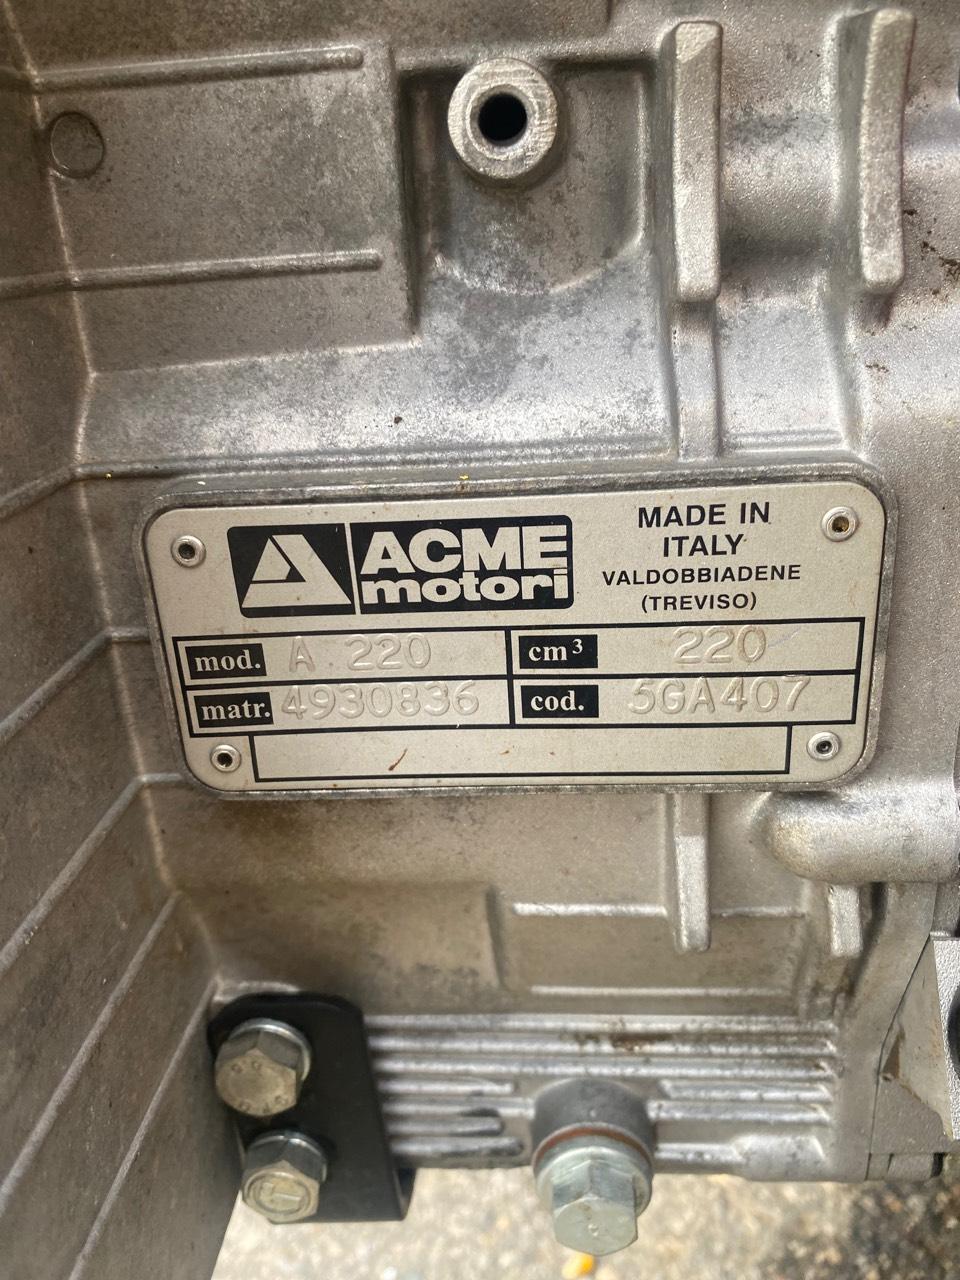 ACME
motori
MADE IN
ITALY
VALDOBBIADENE
(TREVISO)
mod. A 220
cm³ 220
matr. 4930836
cod. 5GA407